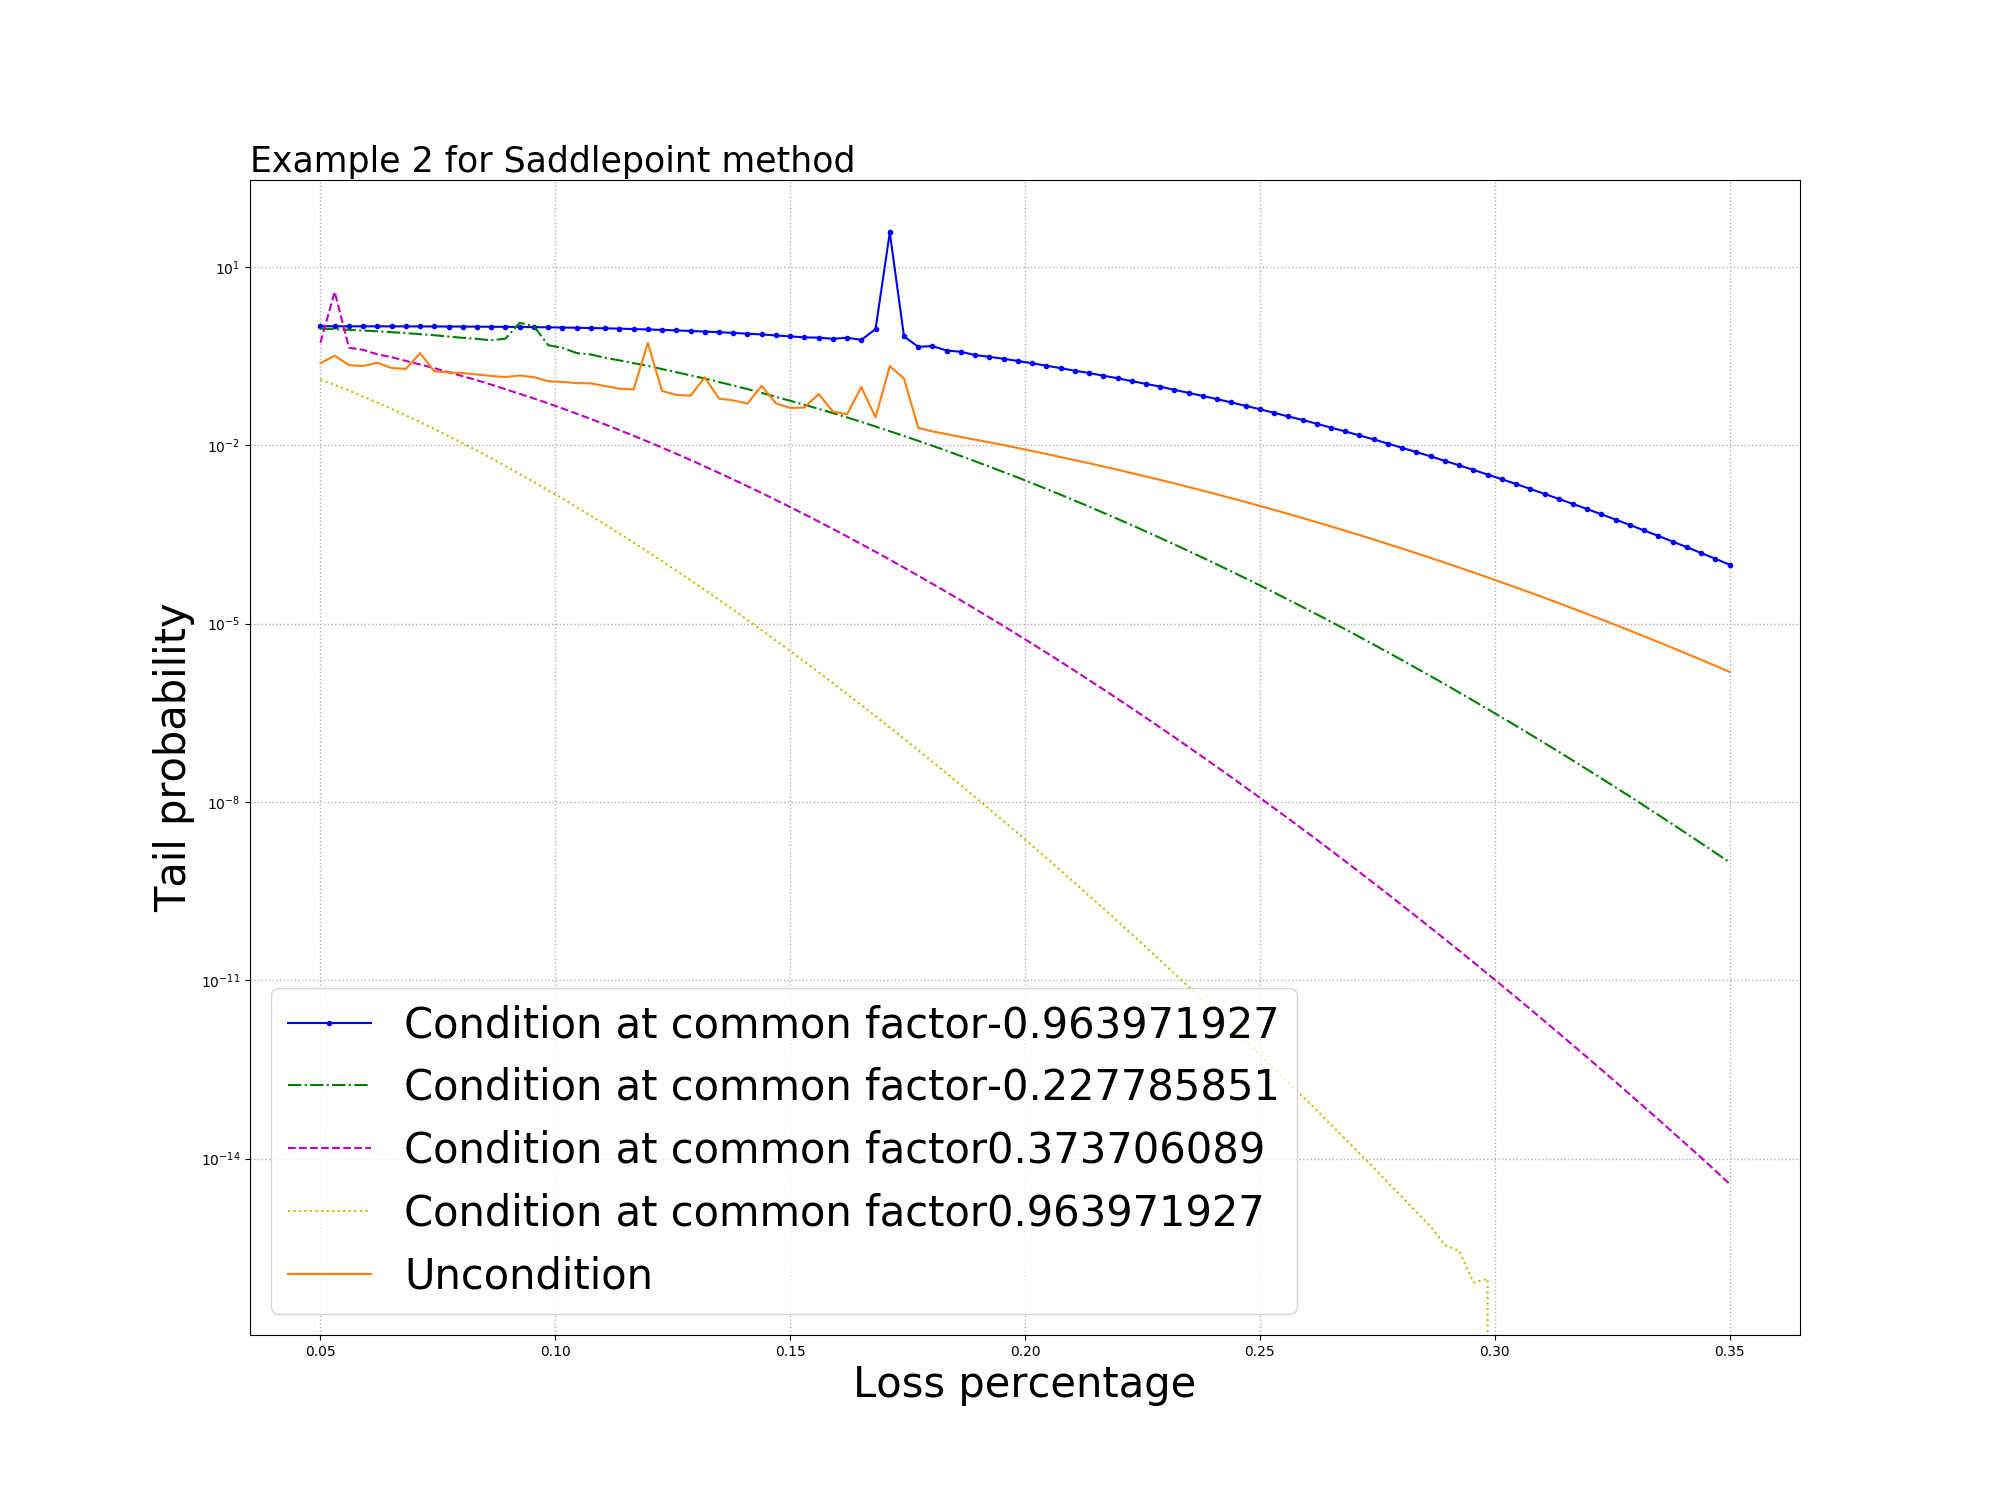 Example 2 for Saddlepoint method
Tail probability
10¹
10⁻²
10⁻⁵
10⁻⁸
10⁻¹¹
10⁻¹⁴
Condition at common factor-0.963971927
Condition at common factor-0.227785851
Condition at common factor0.373706089
Condition at common factor0.963971927
Uncondition
0.05 0.10 0.15 0.20 0.25 0.30 0.35
Loss percentage